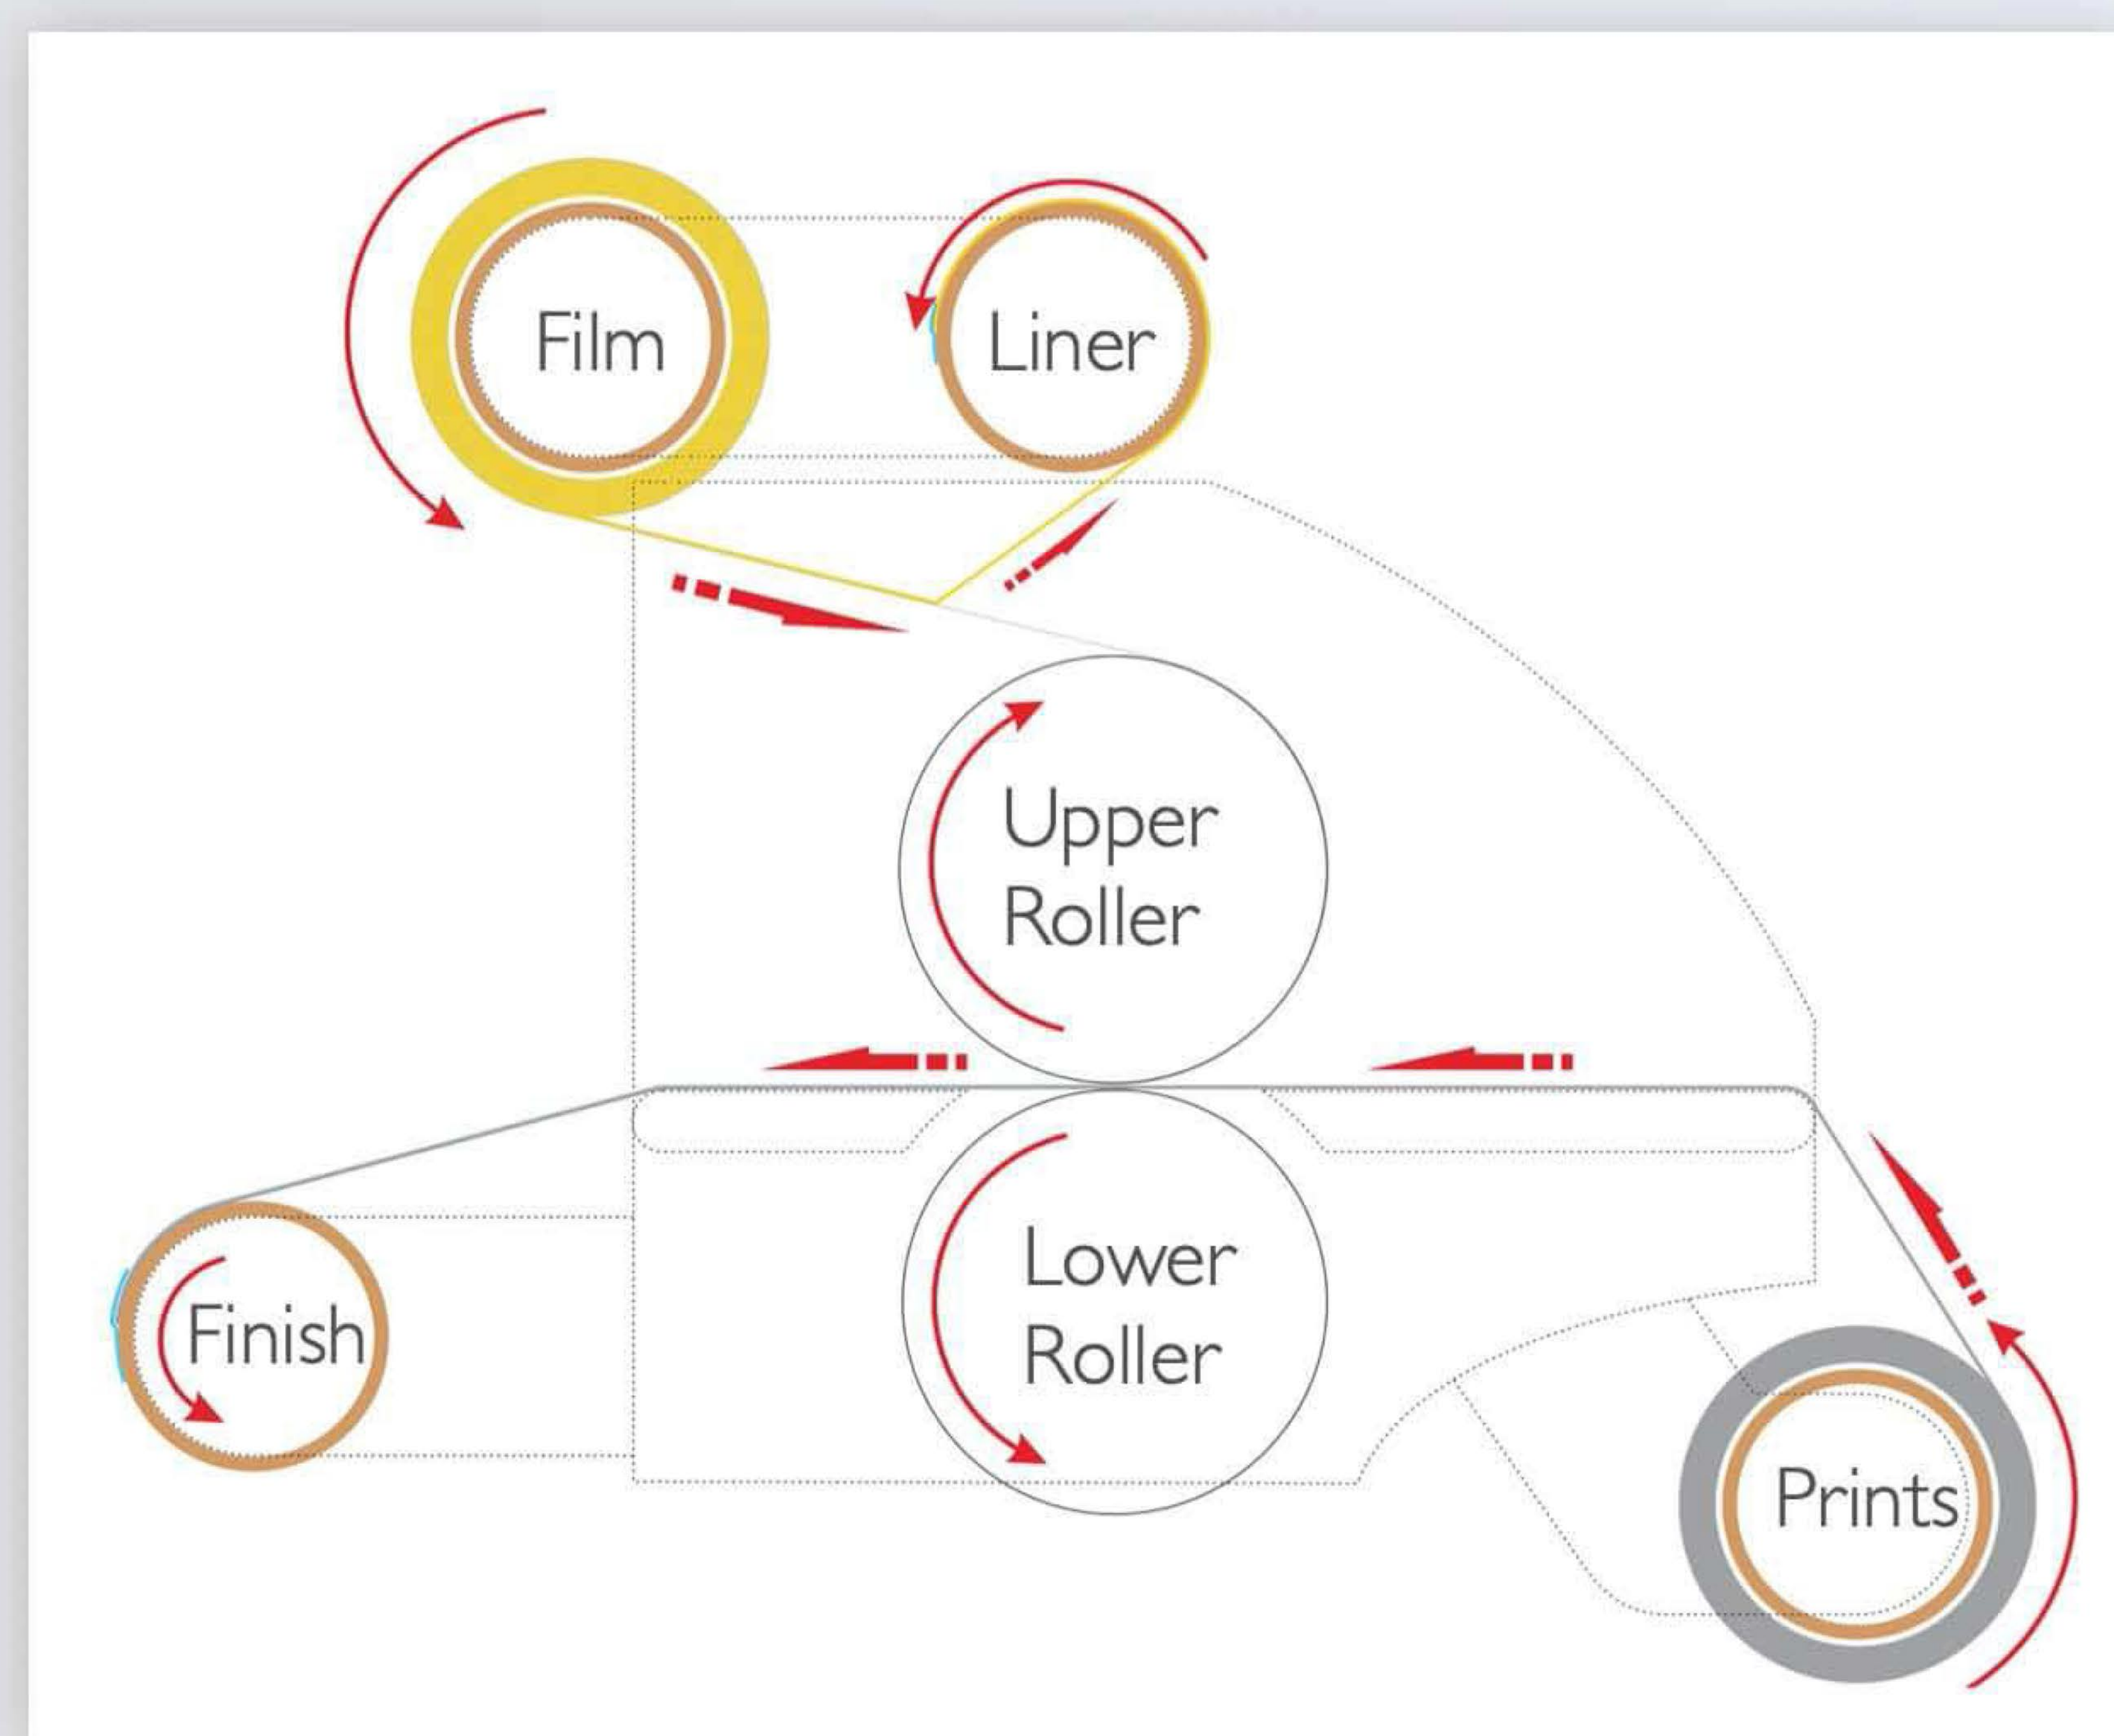 Film
Liner
Upper
Roller
Lower
Roller
Finish
Prints